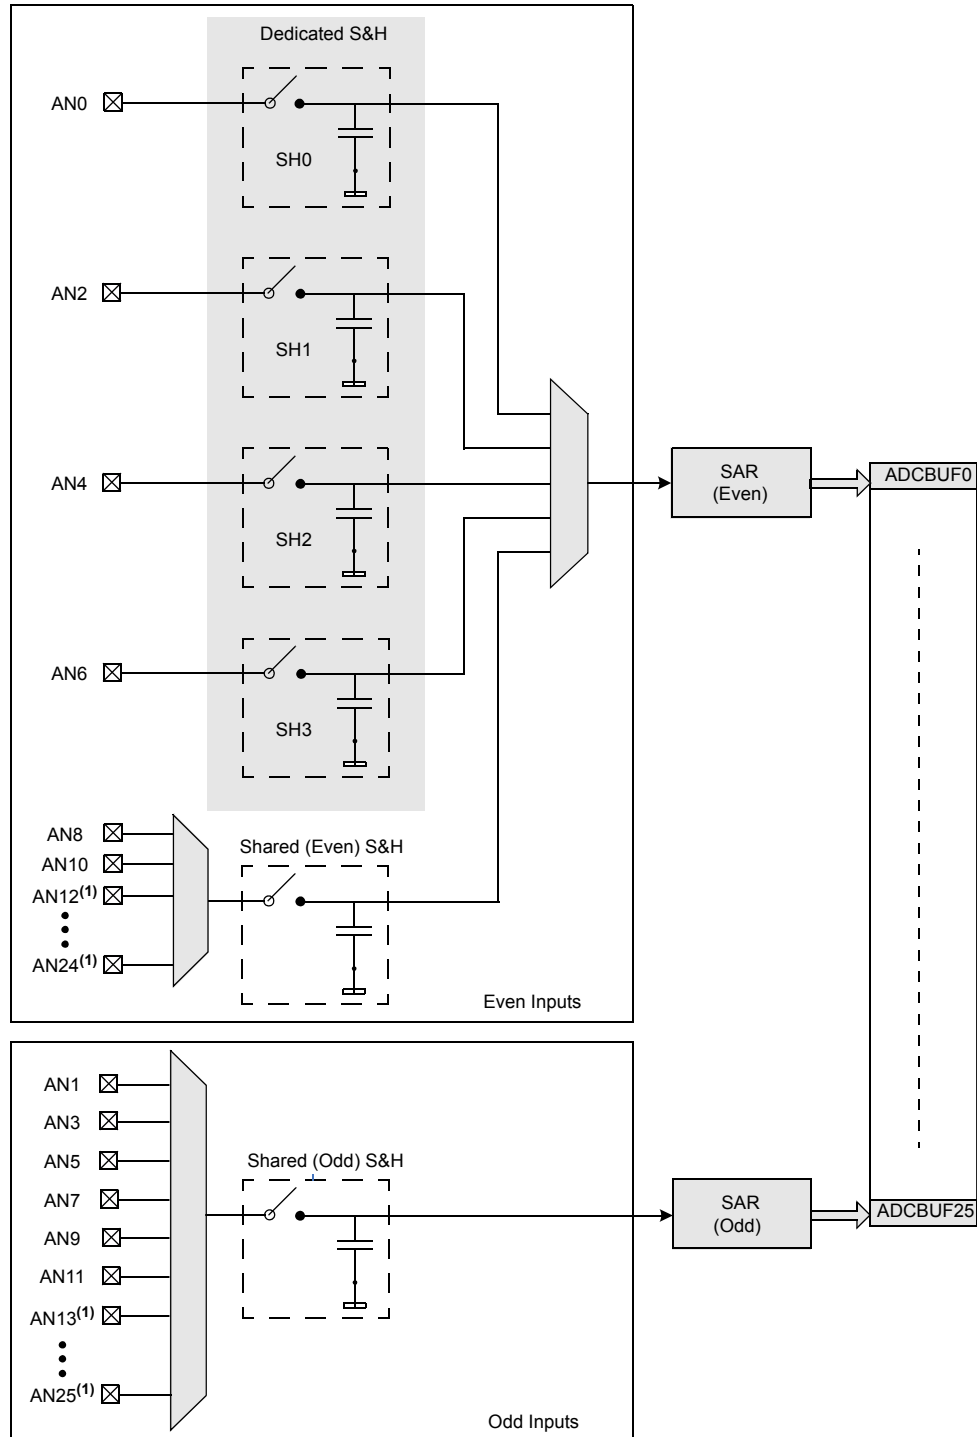 Dedicated S&H
AN0
SH0
AN2
SH1
AN4
SH2
AN6
SH3
SAR
(Even)
ADCBUF0
AN8
AN10
AN12(1)
AN24(1)
Shared (Even) S&H
Even Inputs
AN1
AN3
AN5
AN7
AN9
AN11
AN13(1)
AN25(1)
Shared (Odd) S&H
SAR
(Odd)
ADCBUF25
Odd Inputs